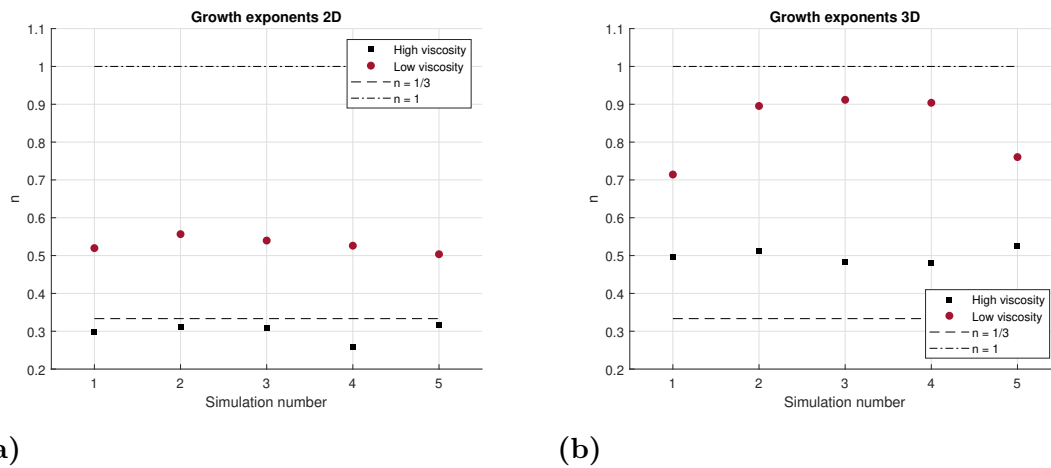 Growth exponents 2D
1.1
1
0.9
0.8
0.7
0.6
0.5
0.4
0.3
0.2
n
High viscosity
Low viscosity
n = 1/3
n = 1
1 2 3 4 5
Simulation number
Growth exponents 3D
1.1
1
0.9
0.8
0.7
0.6
0.5
0.4
0.3
0.2
n
High viscosity
Low viscosity
n = 1/3
n = 1
1 2 3 4 5
Simulation number
a)
(b)